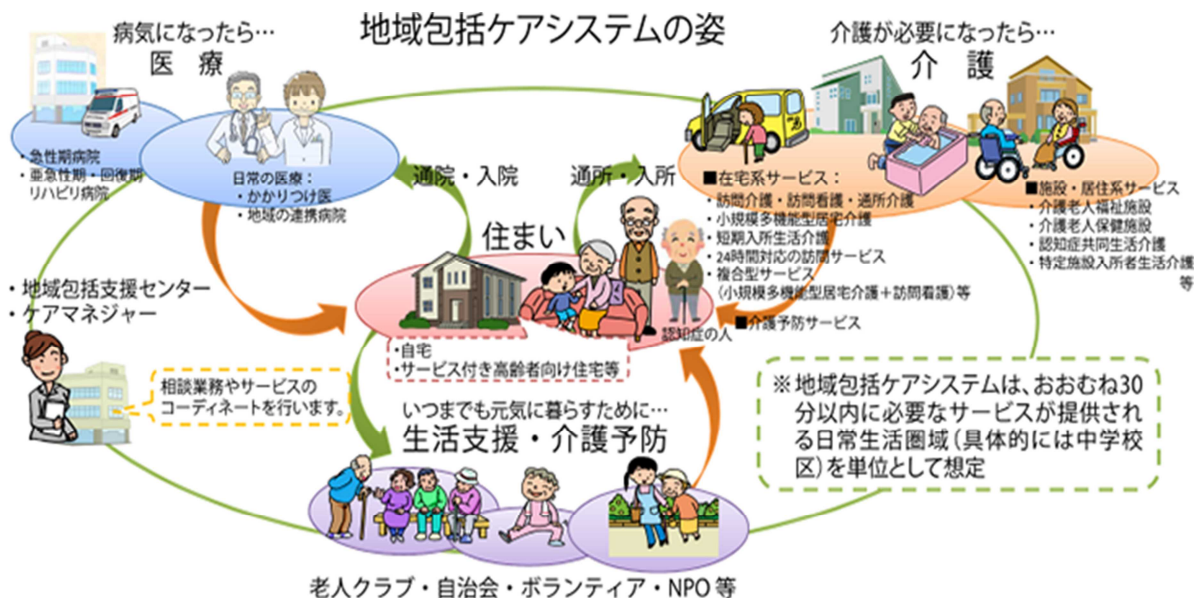 地域包括ケアシステムの姿
病気になったら…
医 療
介護が必要になったら…
介 護
・急性期病院
・亜急性期・回復期
リハビリ病院
日常の医療：
・かかりつけ医
・地域の連携病院
通院・入院
通所・入所
■在宅系サービス：
・訪問介護・訪問看護・通所介護
・小規模多機能型居宅介護
・短期入所生活介護
・24時間対応の訪問サービス
・複合型サービス
（小規模多機能型居宅介護＋訪問看護）等
■介護予防サービス
■施設・居住系サービス
・介護老人福祉施設
・介護老人保健施設
・認知症共同生活介護
・特定施設入所者生活介護
等
住まい
認知症の人
・自宅
・サービス付き高齢者向け住宅等
・地域包括支援センター
・ケアマネジャー
相談業務やサービスの
コーディネートを行います。
いつまでも元気に暮らすために…
生活支援・介護予防
※地域包括ケアシステムは、おおむね30
分以内に必要なサービスが提供され
る日常生活圏域（具体的には中学校
区）を単位として想定
老人クラブ・自治会・ボランティア・NPO 等